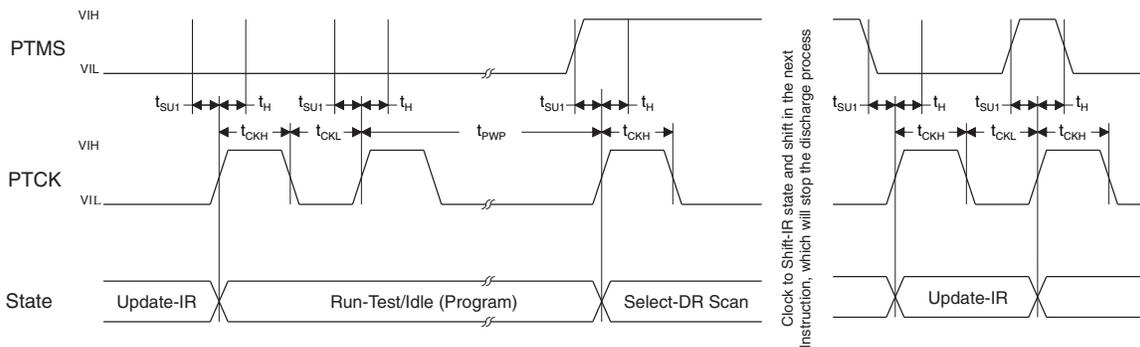 VIH
PTMS
VIL
tSU1 tH tSU1 tH tSU1 tH tSU1 tH tSU1 tH
tCKH tCKL tPWP tCKH tCKH tCKL tCKH
VIH
PTCK
VIL
State
Update-IR
Run-Test/Idle (Program)
Select-DR Scan
Clock to Shift-IR state and shift in the next
Instruction, which will stop the discharge process
Update-IR